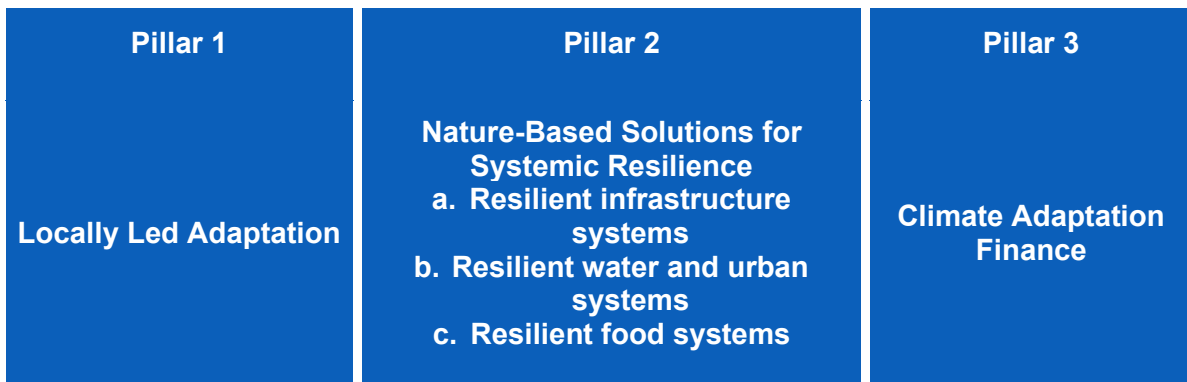 Pillar 1
Locally Led Adaptation
Pillar 2
Nature-Based Solutions for
Systemic Resilience
a. Resilient infrastructure
systems
b. Resilient water and urban
systems
c. Resilient food systems
Pillar 3
Climate Adaptation
Finance